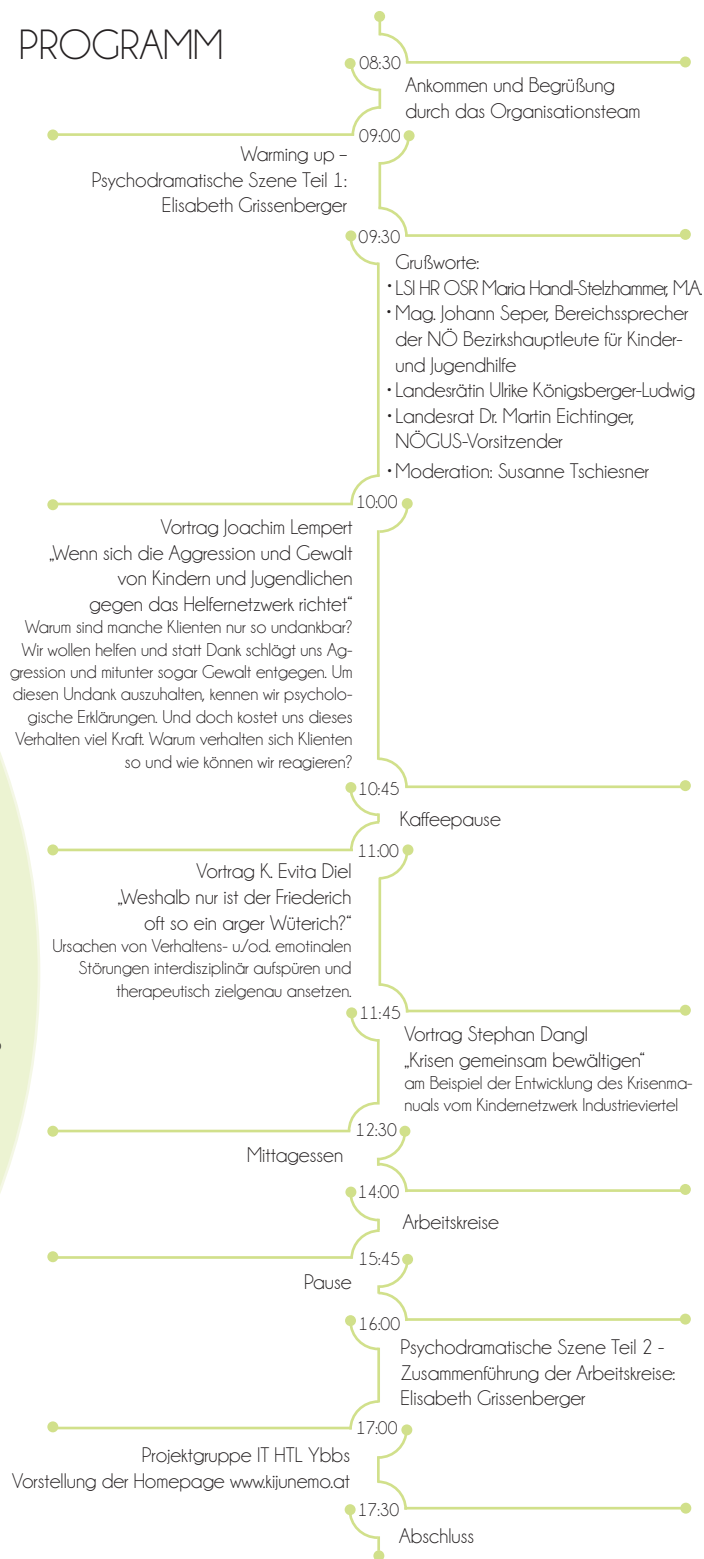 PROGRAMM
08:30
Ankommen und Begrüßung
durch das Organisationsteam
09:00
Warming up –
Psychodramatische Szene Teil 1:
Elisabeth Grissenberger
09:30
Grußworte:
• LSI HR OSR Maria Handl-Stelzhammer, M.A.
• Mag. Johann Seper, Bereichssprecher
der NÖ Bezirkshauptleute für Kinder-
und Jugendhilfe
• Landesrätin Ulrike Königsberger-Ludwig
• Landesrat Dr. Martin Eichtinger,
NÖGUS-Vorsitzender
• Moderation: Susanne Tschiesner
10:00
Vortrag Joachim Lempert
„Wenn sich die Aggression und Gewalt
von Kindern und Jugendlichen
gegen das Helfernetzwerk richtet“
Warum sind manche Klienten nur so undankbar?
Wir wollen helfen und statt Dank schlägt uns Ag-
gression und mitunter sogar Gewalt entgegen. Um
diesen Undank auszuhalten, kennen wir psycholo-
gische Erklärungen. Und doch kostet uns dieses
Verhalten viel Kraft. Warum verhalten sich Klienten
so und wie können wir reagieren?
10:45
Kaffeepause
11:00
Vortrag K. Evita Diel
„Weshalb nur ist der Friederich
oft so ein arger Wüterich?“
Ursachen von Verhaltens- u/od. emotinalen
Störungen interdisziplinär aufspüren und
therapeutisch zielgenau ansetzen.
11:45
Vortrag Stephan Dangl
„Krisen gemeinsam bewältigen“
am Beispiel der Entwicklung des Krisenma-
nuals vom Kindernetzwerk Industrieviertel
12:30
Mittagessen
14:00
Arbeitskreise
15:45
Pause
16:00
Psychodramatische Szene Teil 2 -
Zusammenführung der Arbeitskreise:
Elisabeth Grissenberger
17:00
Projektgruppe IT HTL Ybbs
Vorstellung der Homepage www.kijunemo.at
17:30
Abschluss